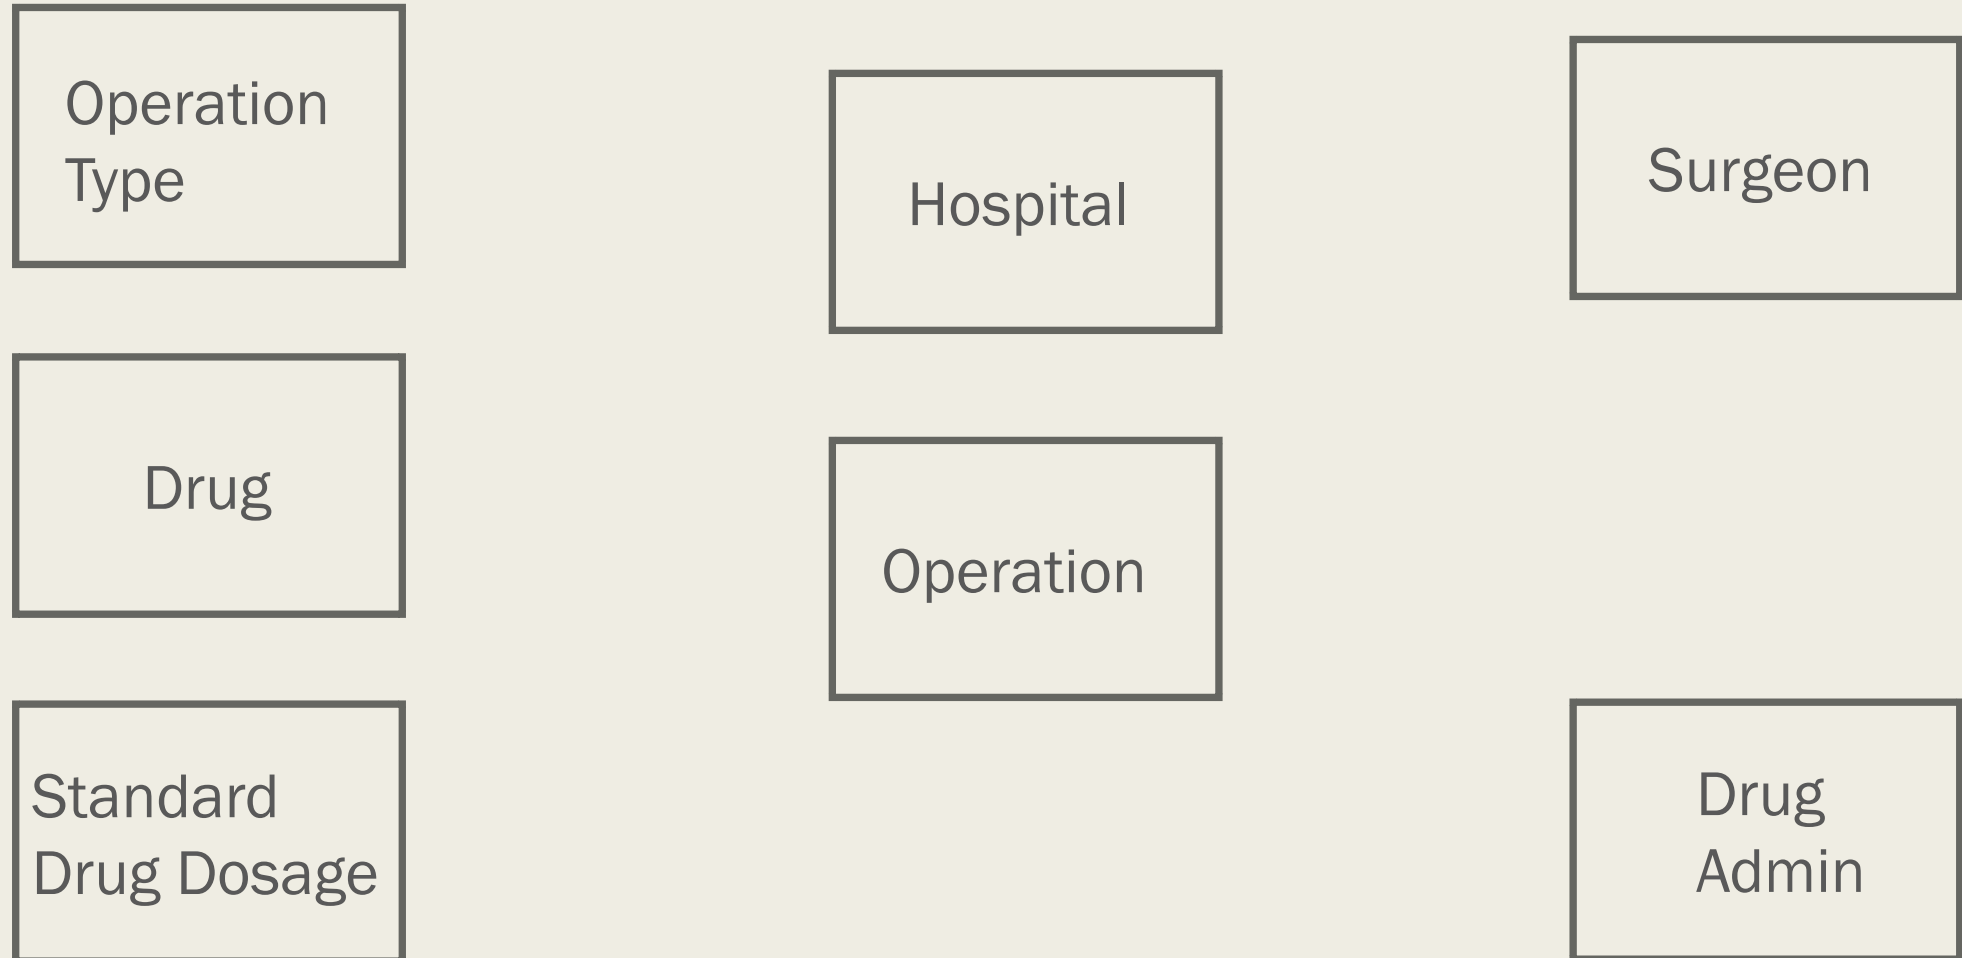 Operation
Type
Hospital
Surgeon
Drug
Operation
Standard
Drug Dosage
Drug
Admin